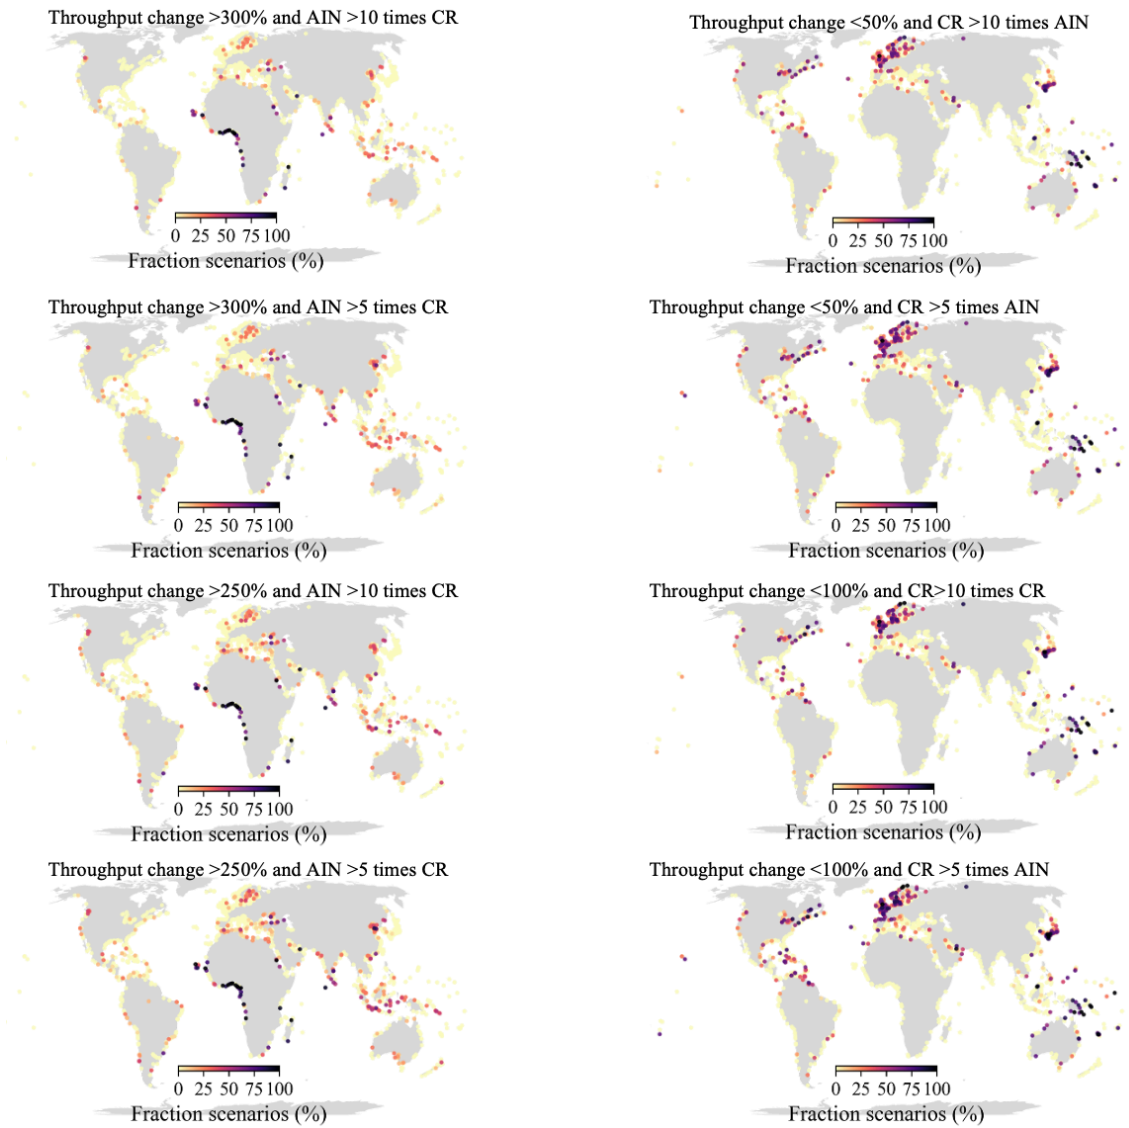 Throughput change >300% and AIN >10 times CR
0 25 50 75 100
Fraction scenarios (%)
Throughput change <50% and CR >10 times AIN
0 25 50 75 100
Fraction scenarios (%)
Throughput change >300% and AIN >5 times CR
0 25 50 75 100
Fraction scenarios (%)
Throughput change <50% and CR >5 times AIN
0 25 50 75 100
Fraction scenarios (%)
Throughput change >250% and AIN >10 times CR
0 25 50 75 100
Fraction scenarios (%)
Throughput change <100% and CR>10 times CR
0 25 50 75 100
Fraction scenarios (%)
Throughput change >250% and AIN >5 times CR
0 25 50 75 100
Fraction scenarios (%)
Throughput change <100% and CR >5 times AIN
0 25 50 75 100
Fraction scenarios (%)